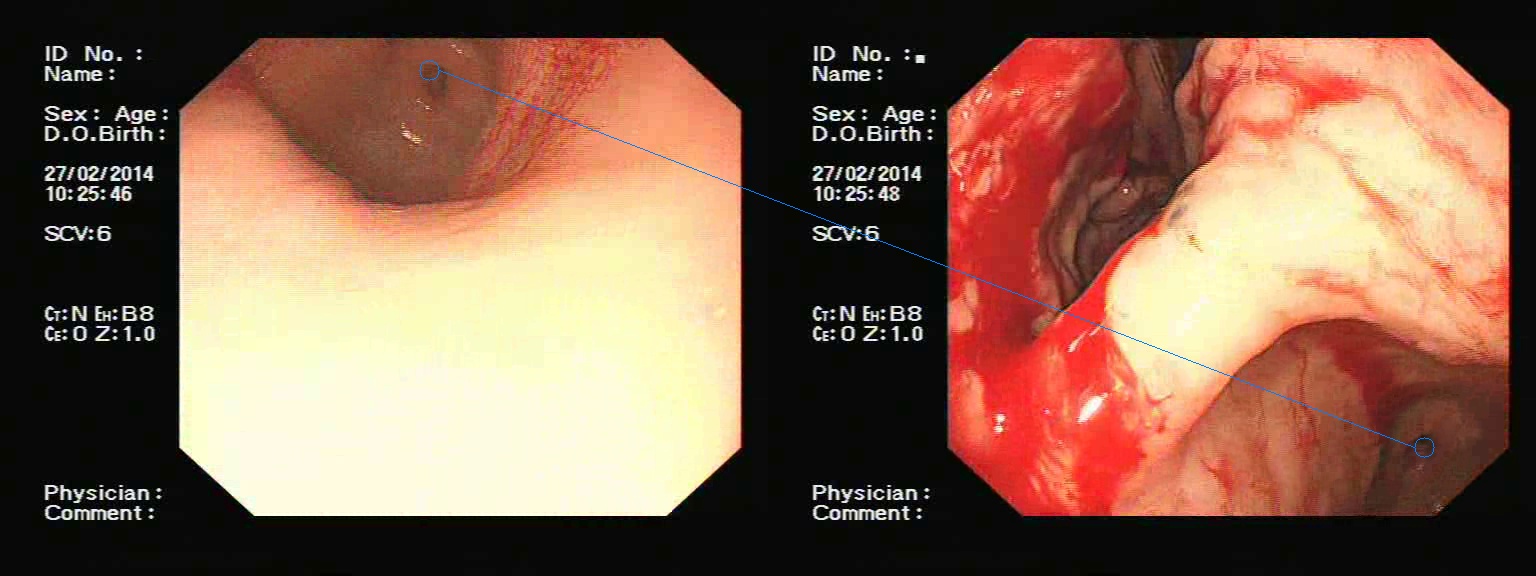 ID No.:
Name:
Sex: Age:
D.O.Birth:
27/02/2014
10:25:46
SCV:6
CT:N EH:B8
CE:0 Z:1.0
Physician:
Comment:
ID No.:
Name:
Sex: Age:
D.O.Birth:
27/02/2014
10:25:48
SCV:6
CT:N EH:B8
CE:0 Z:1.0
Physician:
Comment: